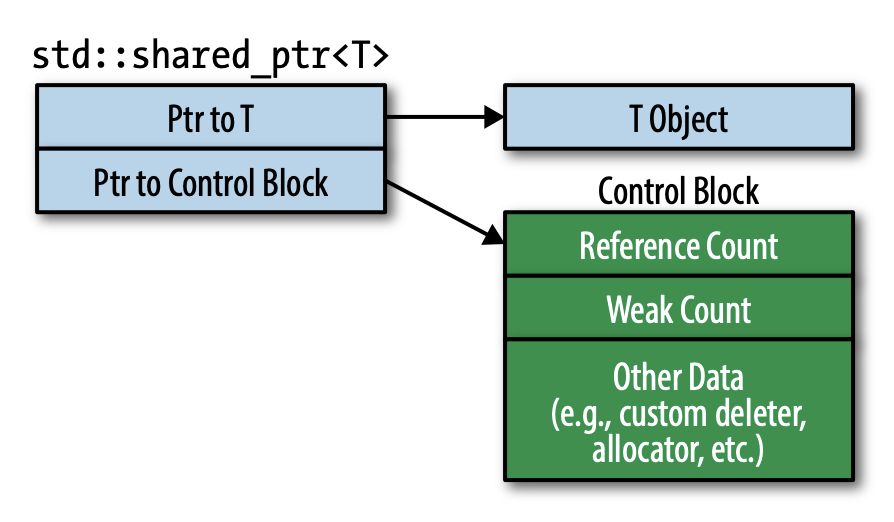 std::shared_ptr<T>
Ptr to T
Ptr to Control Block
T Object
Control Block
Reference Count
Weak Count
Other Data
(e.g., custom deleter,
allocator, etc.)